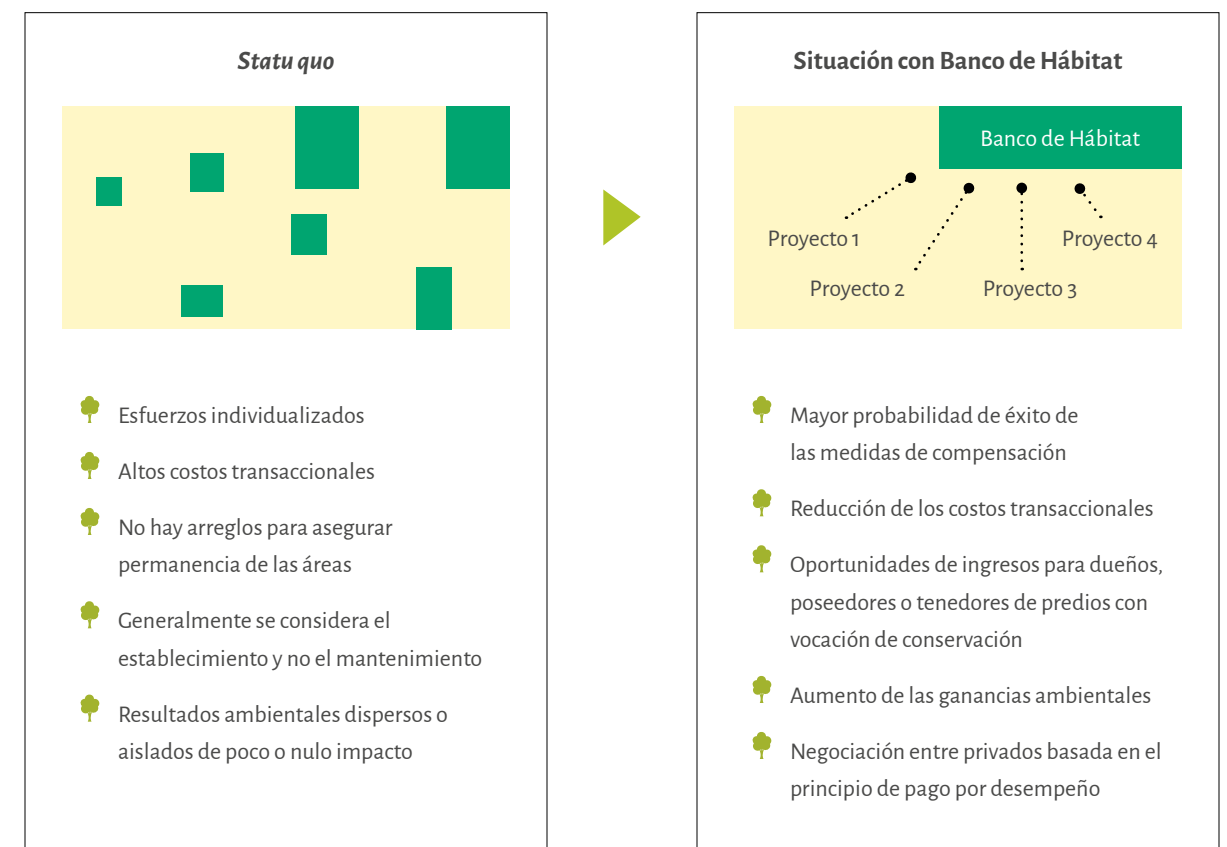 Statu quo
Esfuerzos individualizados
Altos costos transaccionales
No hay arreglos para asegurar
permanencia de las áreas
Generalmente se considera el
establecimiento y no el mantenimiento
Resultados ambientales dispersos o
aislados de poco o nulo impacto
Situación con Banco de Hábitat
Banco de Hábitat
Proyecto 1
Proyecto 4
Proyecto 2
Proyecto 3
Mayor probabilidad de éxito de
las medidas de compensación
Reducción de los costos transaccionales
Oportunidades de ingresos para dueños,
poseedores o tenedores de predios con
vocación de conservación
Aumento de las ganancias ambientales
Negociación entre privados basada en el
principio de pago por desempeño